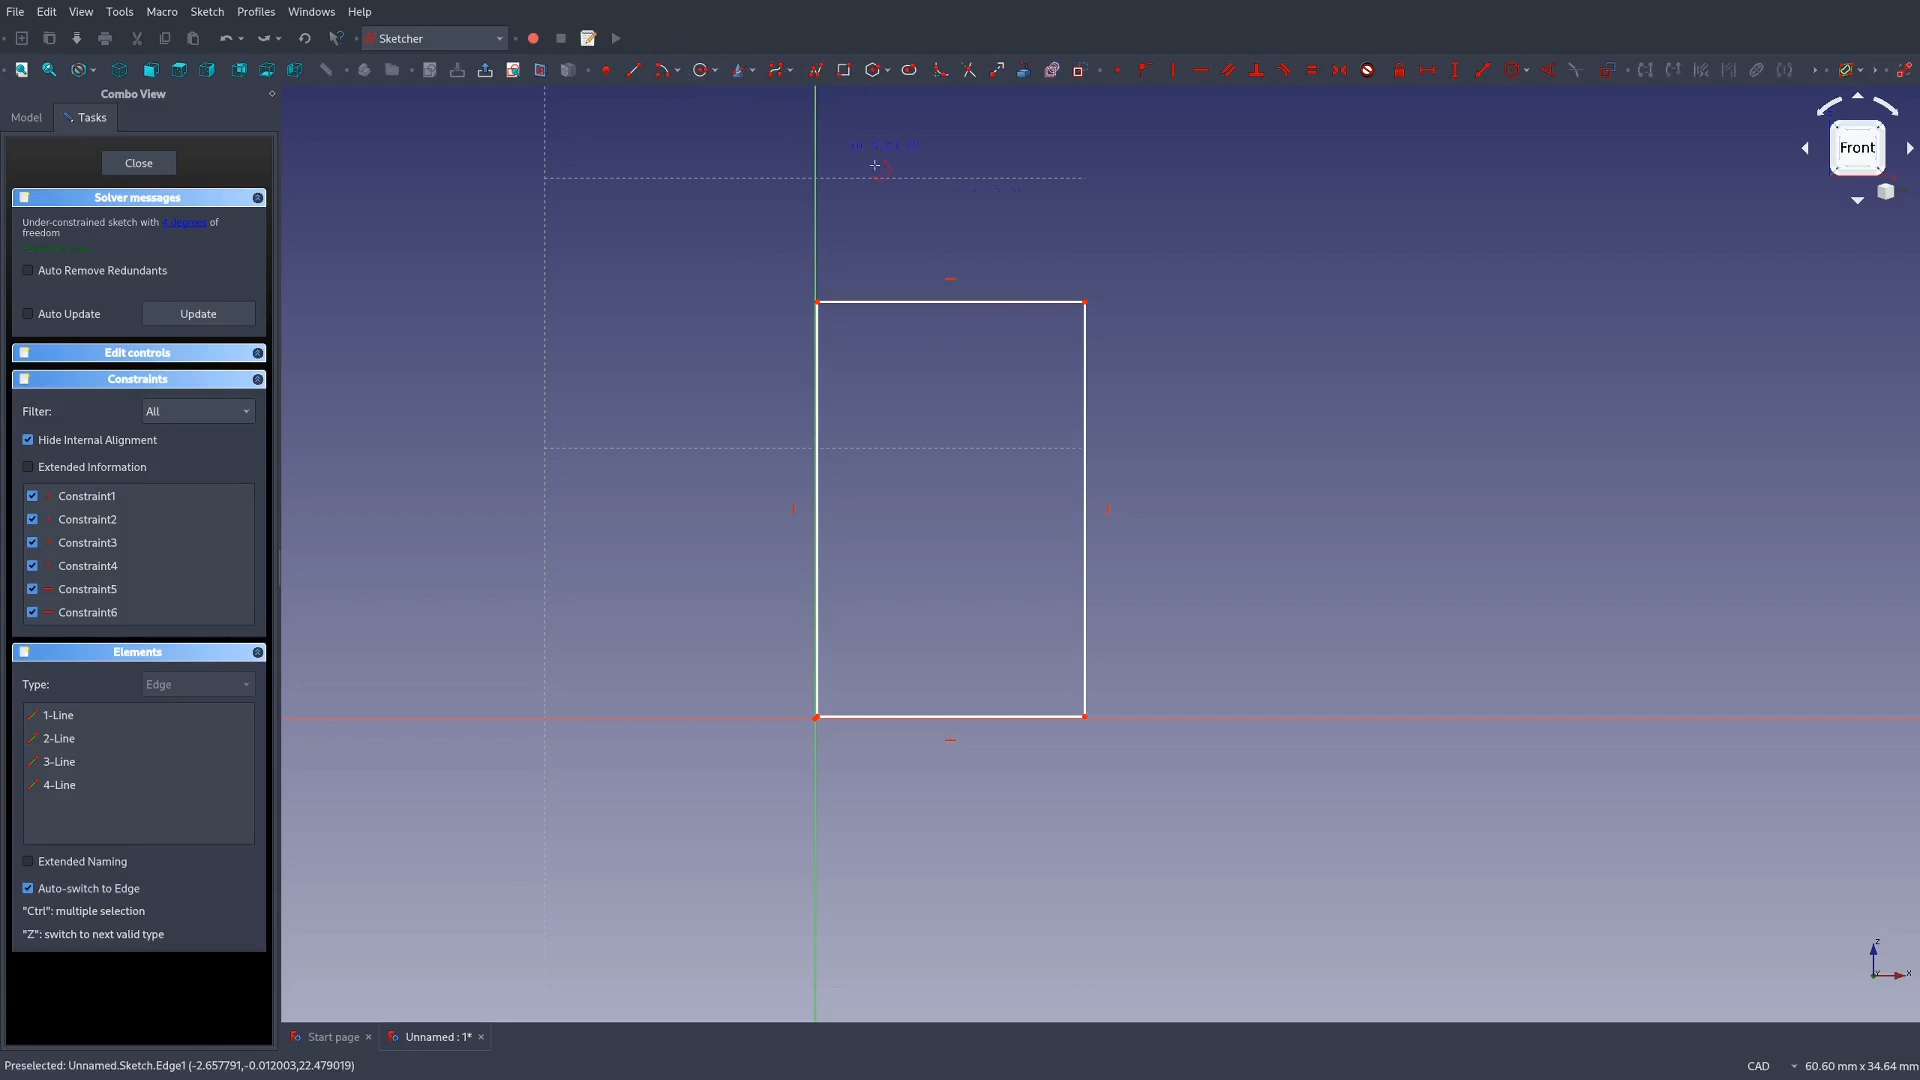 File Edit View Tools Macro Sketch Profiles Windows Help
Sketcher
Combo View
Model Tasks
Close
Solver messages
Under-constrained sketch with 4 degrees of
freedom
Auto Remove Redundants
Auto Update Update
Edit controls
Constraints
Filter: All
Hide Internal Alignment
Extended Information
Constraint1
Constraint2
Constraint3
Constraint4
Constraint5
Constraint6
Elements
Type: Edge
1-Line
2-Line
3-Line
4-Line
Extended Naming
Auto-switch to Edge
"Ctrl": multiple selection
"Z": switch to next valid type
Front
Z
X
Start page
Unnamed : 1*
Preselected: Unnamed.Sketch.Edge1 (-2.657791,-0.012003,22.479019)
CAD 60.60 mm x 34.64 mm